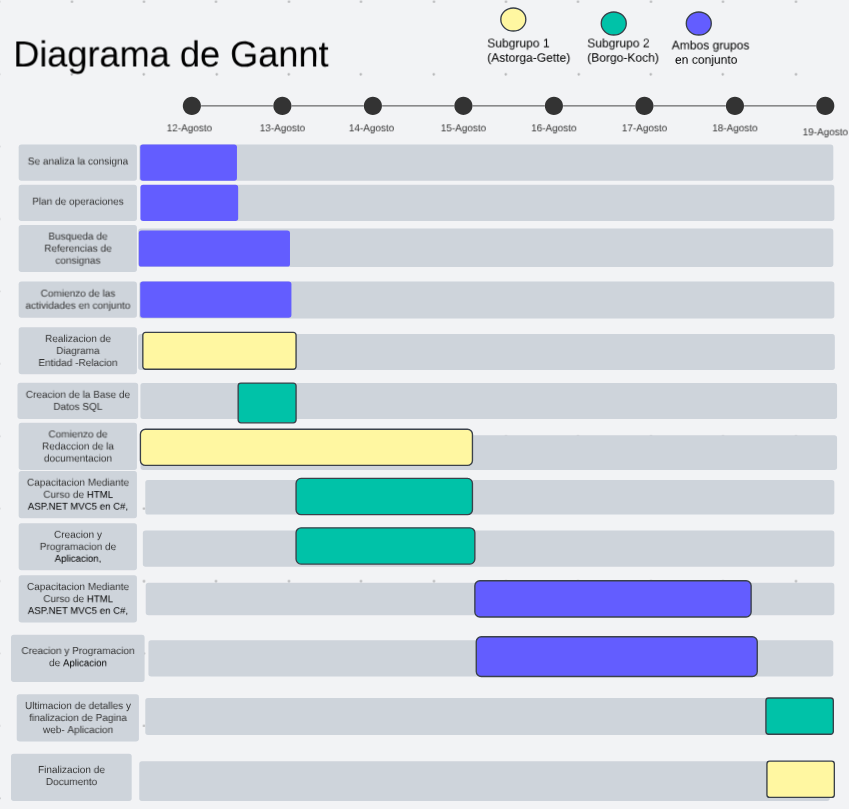 Diagrama de Gannt
Subgrupo 1
(Astorga-Gette)
Subgrupo 2
(Borgo-Koch)
Ambos grupos
en conjunto
12-Agosto
13-Agosto
14-Agosto
15-Agosto
16-Agosto
17-Agosto
18-Agosto
19-Agosto
Se analiza la consigna
Plan de operaciones
Busqueda de
Referencias de
consignas
Comienzo de las
actividades en conjunto
Realizacion de
Diagrama
Entidad -Relacion
Creacion de la Base de
Datos SQL
Comienzo de
Redaccion de la
documentacion
Capacitacion Mediante
Curso de HTML
ASP.NET MVC5 en C#,
Creacion y
Programacion de
Aplicacion,
Capacitacion Mediante
Curso de HTML
ASP.NET MVC5 en C#,
Creacion y Programacion
de Aplicacion
Ultimacion de detalles y
finalizacion de Pagina
web- Aplicacion
Finalizacion de
Documento